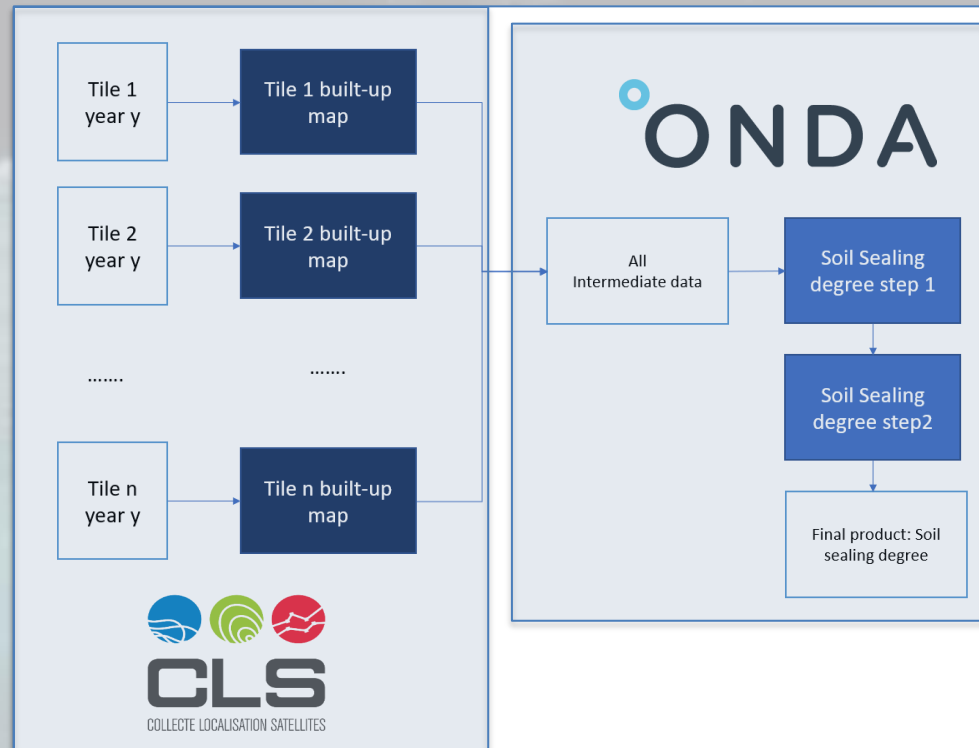 Tile 1
year y
Tile 1 built-up
map
Tile 2
year y
Tile 2 built-up
map
.......
.......
Tile n
year y
Tile n built-up
map
CLS
COLLECTE LOCALISATION SATELLITES
ONDA
All
Intermediate data
Soil Sealing
degree step 1
Soil Sealing
degree step2
Final product: Soil
sealing degree